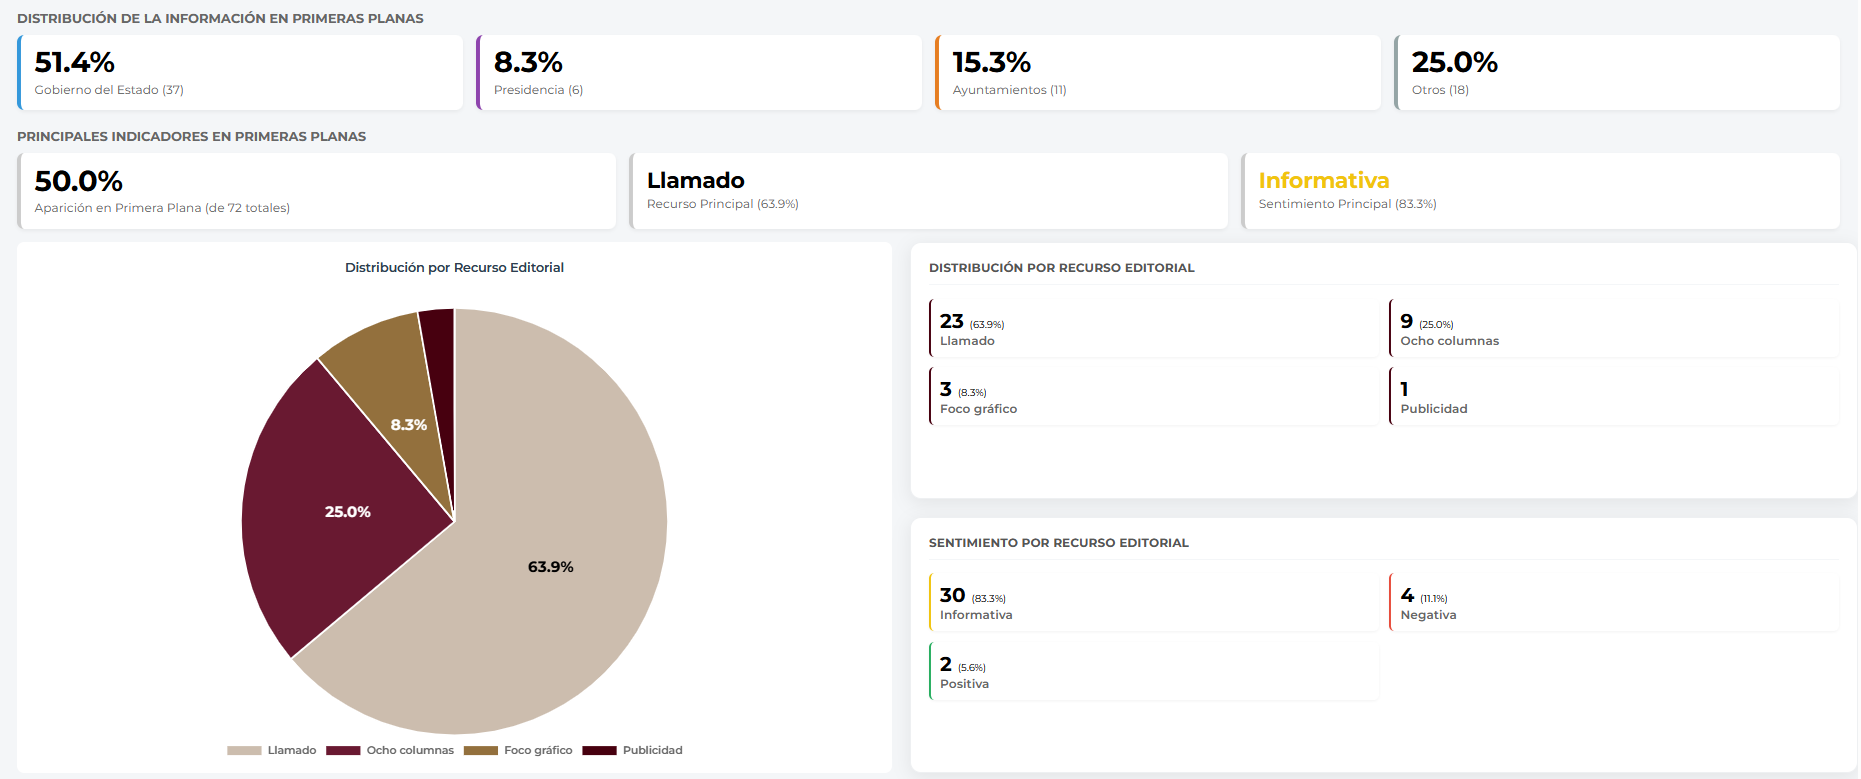 DISTRIBUCIÓN DE LA INFORMACIÓN EN PRIMERAS PLANAS
51.4%
Gobierno del Estado (37)
8.3%
Presidencia (6)
15.3%
Ayuntamientos (11)
25.0%
Otros (18)
PRINCIPALES INDICADORES EN PRIMERAS PLANAS
50.0%
Aparición en Primera Plana (de 72 totales)
Llamado
Recurso Principal (63.9%)
Informativa
Sentimiento Principal (83.3%)
Distribución por Recurso Editorial
8.3%
25.0%
63.9%
Llamado
Ocho columnas
Foco gráfico
Publicidad
DISTRIBUCIÓN POR RECURSO EDITORIAL
23 (63.9%)
Llamado
9 (25.0%)
Ocho columnas
3 (8.3%)
Foco gráfico
1
Publicidad
SENTIMIENTO POR RECURSO EDITORIAL
30 (83.3%)
Informativa
4 (11.1%)
Negativa
2 (5.6%)
Positiva